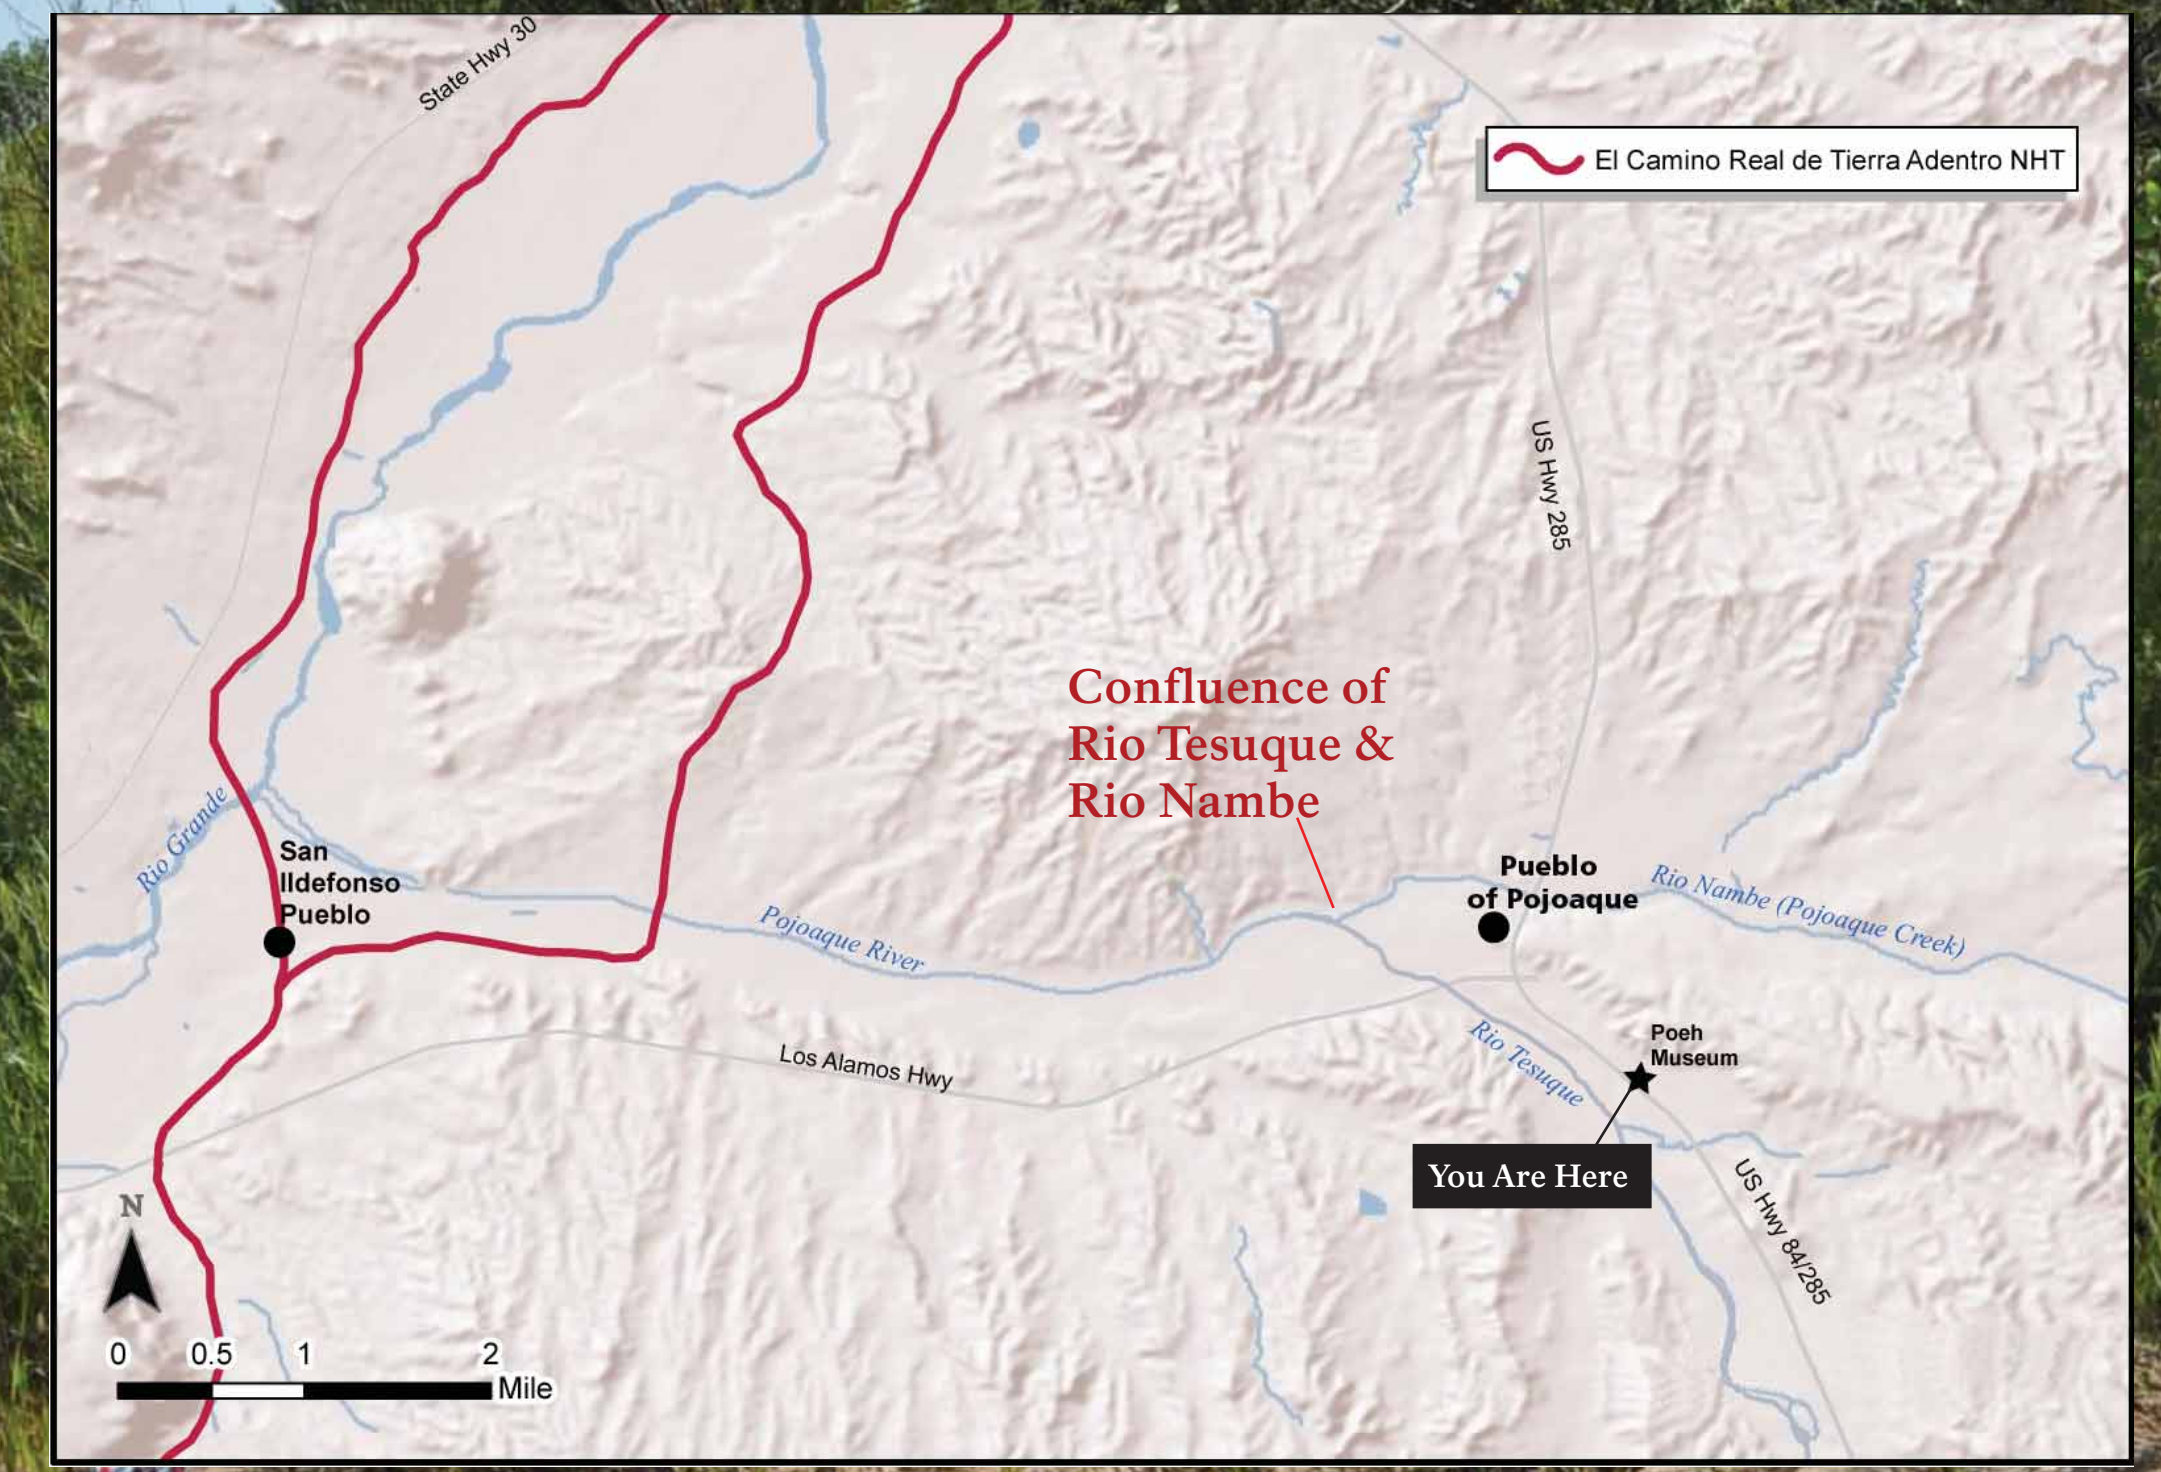 State Hwy 30
El Camino Real de Tierra Adentro NHT
US Hwy 285
Confluence of
Rio Tesuque &
Rio Nambe
Rio Grande
San
Ildefonso
Pueblo
Pueblo
of Pojoaque
Rio Nambe (Pojoaque Creek)
Pojoaque River
Los Alamos Hwy
Rio Tesuque
Poeh
Museum
You Are Here
US Hwy 84/285
N
0 0.5 1 2
Mile